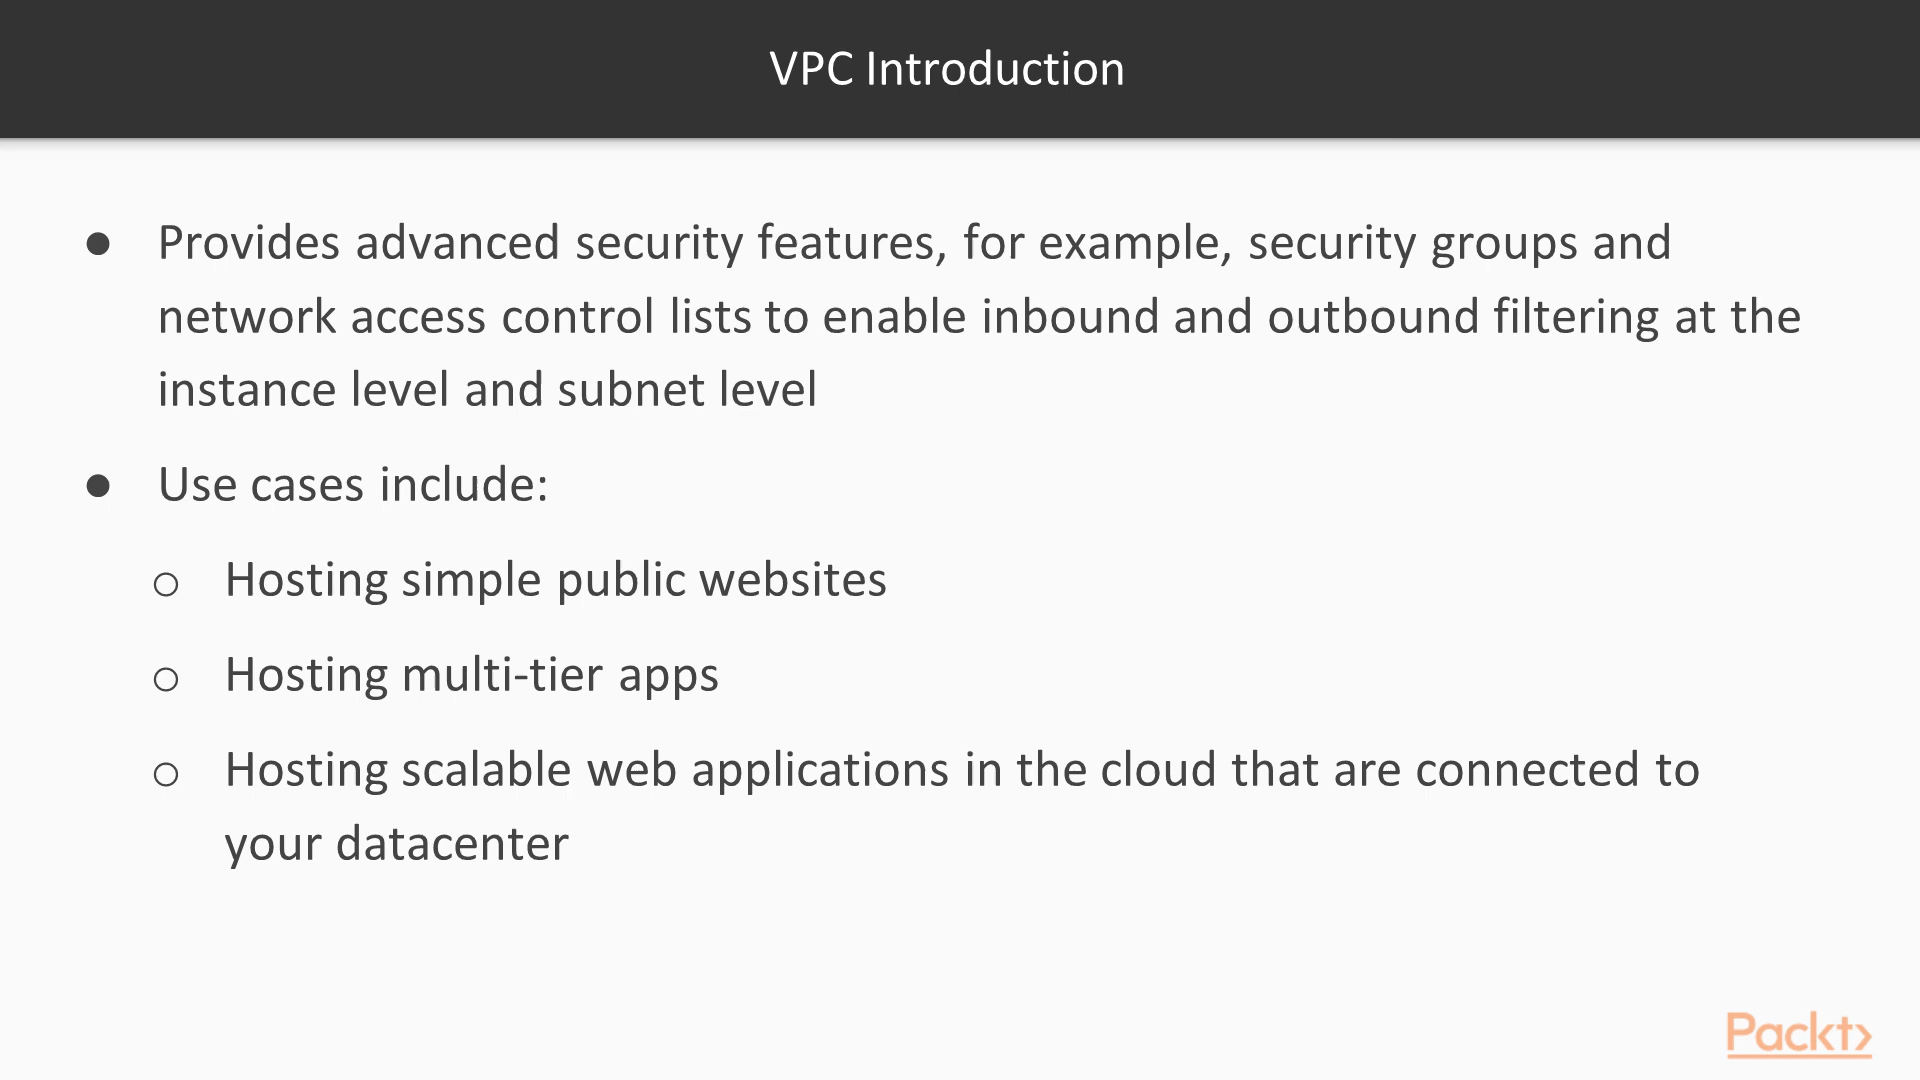 VPC Introduction
● Provides advanced security features, for example, security groups and
network access control lists to enable inbound and outbound filtering at the
instance level and subnet level
● Use cases include:
○ Hosting simple public websites
○ Hosting multi-tier apps
○ Hosting scalable web applications in the cloud that are connected to
your datacenter
Packt>